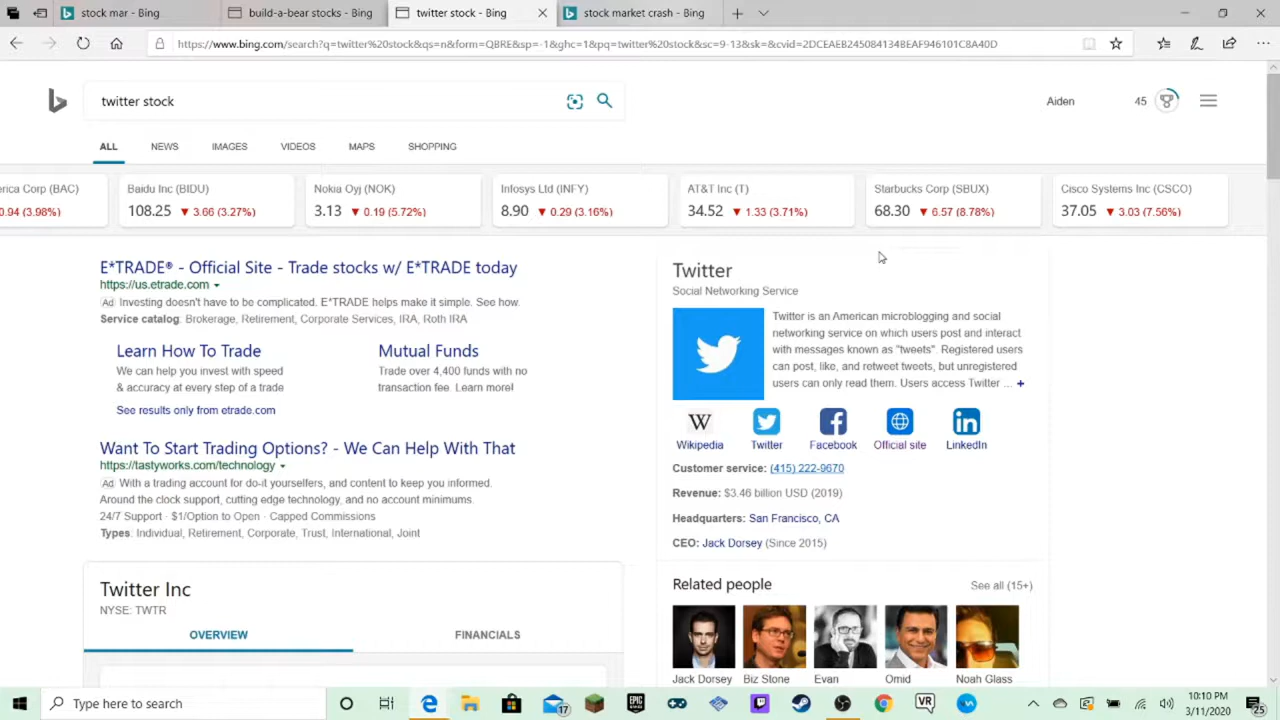 stock mar - Bing
build-a-bear stocks - Bing
twitter stock - Bing
stock market crash - Bing
https://www.bing.com/search?q=twitter%20stock&qs=n&form=QBRE&sp=-1&ghc=1&pq=twitter%20stock&sc=9-13&sk=&cvid=2DCEAEB245084134BEAF946101C8A40D
twitter stock
Aiden
45
ALL
NEWS
IMAGES
VIDEOS
MAPS
SHOPPING
erica Corp (BAC)
0.94 (3.98%)
Baidu Inc (BIDU)
108.25 ▼ 3.66 (3.27%)
Nokia Oyj (NOK)
3.13 ▼ 0.19 (5.72%)
Infosys Ltd (INFY)
8.90 ▼ 0.29 (3.16%)
AT&T Inc (T)
34.52 ▼ 1.33 (3.71%)
Starbucks Corp (SBUX)
68.30 ▼ 6.57 (8.78%)
Cisco Systems Inc (CSCO)
37.05 ▼ 3.03 (7.56%)
E*TRADE® - Official Site - Trade stocks w/ E*TRADE today
https://us.etrade.com
Ad Investing doesn't have to be complicated. E*TRADE helps make it simple. See how.
Service catalog: Brokerage, Retirement, Corporate Services, IRA, Roth IRA
Learn How To Trade
We can help you invest with speed
& accuracy at every step of a trade
Mutual Funds
Trade over 4,400 funds with no
transaction fee. Learn more!
See results only from etrade.com
Want To Start Trading Options? - We Can Help With That
https://tastyworks.com/technology
Ad With a trading account for do-it yourselfers, and content to keep you informed.
Around the clock support, cutting edge technology, and no account minimums.
24/7 Support · $1/Option to Open · Capped Commissions
Types: Individual, Retirement, Corporate, Trust, International, Joint
Twitter Inc
NYSE: TWTR
OVERVIEW
FINANCIALS
Twitter
Social Networking Service
Twitter is an American microblogging and social
networking service on which users post and interact
with messages known as "tweets". Registered users
can post, like, and retweet tweets, but unregistered
users can only read them. Users access Twitter ... +
W
Wikipedia
Twitter
Facebook
Official site
in
LinkedIn
Customer service: (415) 222-9670
Revenue: $3.46 billion USD (2019)
Headquarters: San Francisco, CA
CEO: Jack Dorsey (Since 2015)
Related people
See all (15+)
Jack Dorsey
Biz Stone
Evan
Omid
Noah Glass
Type here to search
17
EPIC
GAMES
VR
10:10 PM
3/11/2020
25